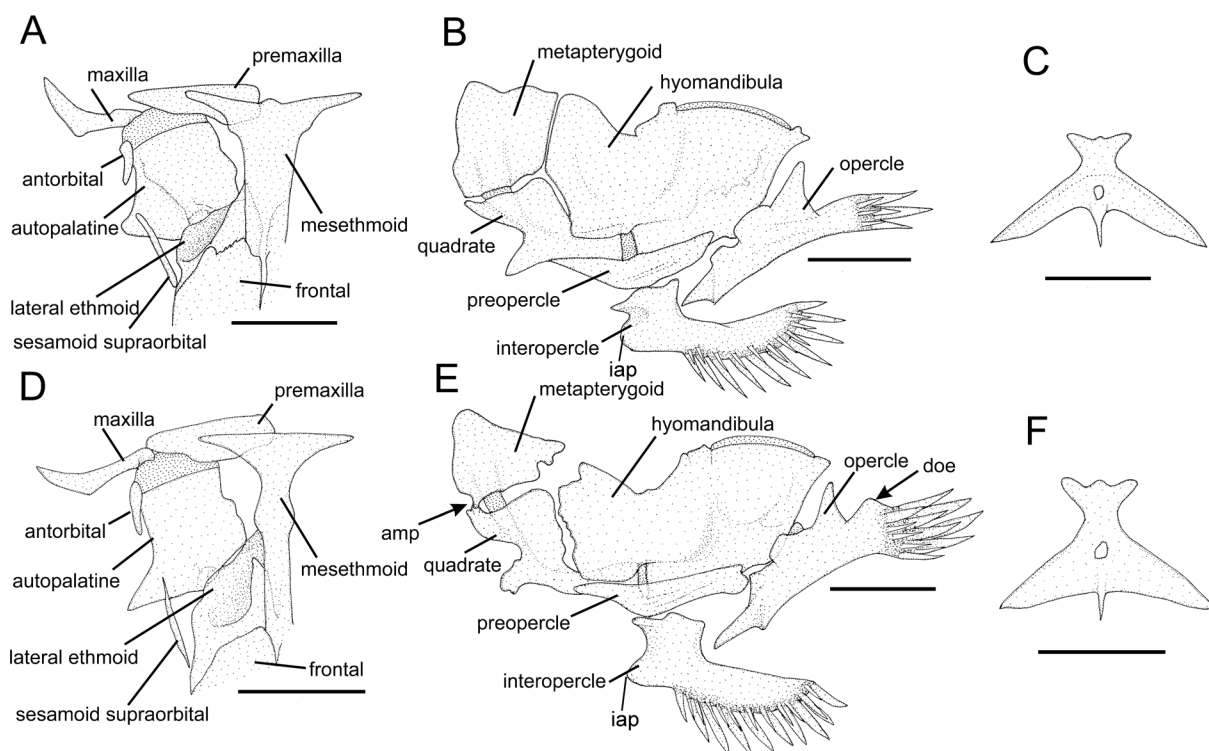 A
maxilla
premaxilla
antorbital
autopalatine
mesethmoid
lateral ethmoid
frontal
sesamoid supraorbital
B
metapterygoid
hyomandibula
opercle
quadrate
preopercle
interopercle
iap
C
D
maxilla
premaxilla
antorbital
autopalatine
mesethmoid
lateral ethmoid
frontal
sesamoid supraorbital
E
metapterygoid
hyomandibula
opercle
doe
amp
quadrate
preopercle
interopercle
iap
F